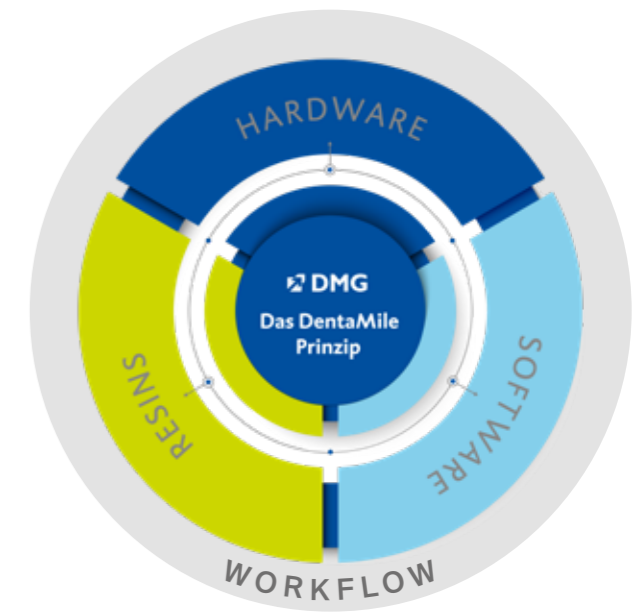 HARDWARE
DMG
Das DentaMile
Prinzip
RESINS
SOFTWARE
WORKFLOW